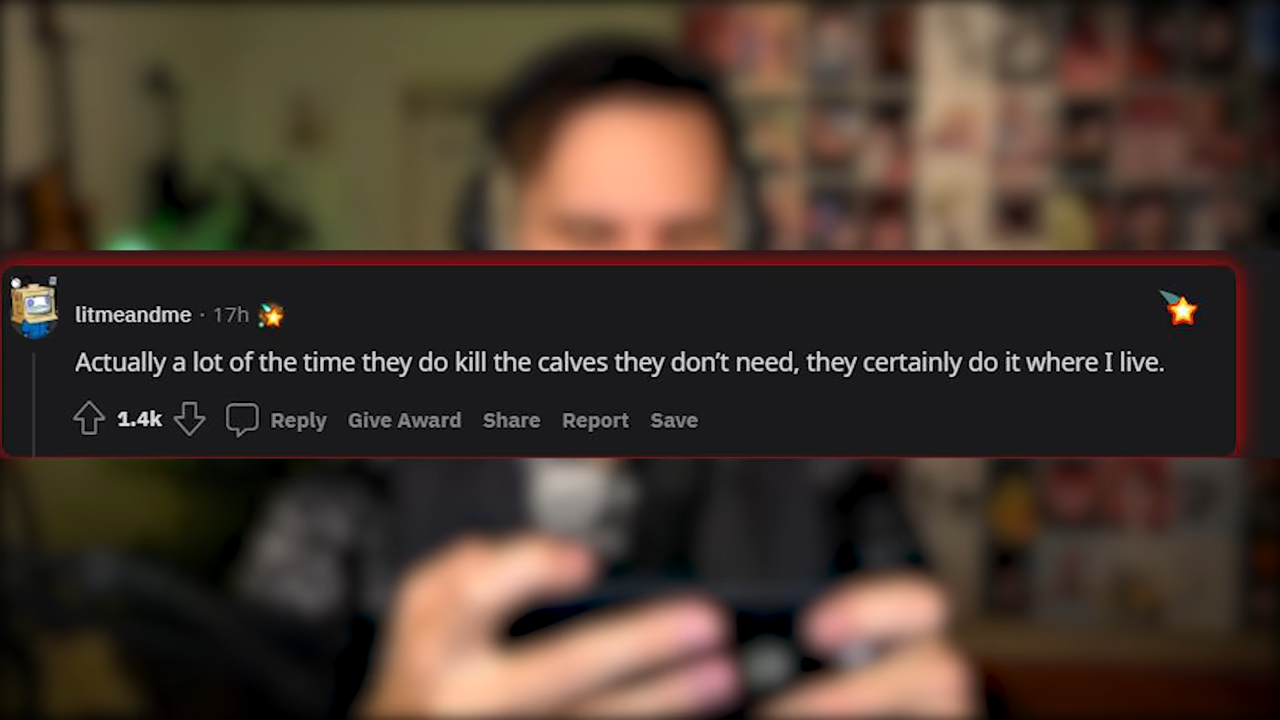 litmeandme · 17h
Actually a lot of the time they do kill the calves they don't need, they certainly do it where I live.
1.4k Reply Give Award Share Report Save